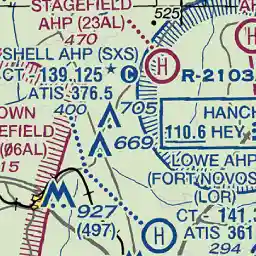 STAGEFIELD
AHP (23AL)
470
525
AH
SHELL AHP (SXS)
CT 139.125 * C
R-2103
ATIS 376.5
400
705
HANCH
110.6 HEY
OWN
EFIELD
(06AL)
15
669
LOWE AHP
(FORT NOVOS
(LOR)
CT 141.3
ATIS 361
294
927
(497)
H
H